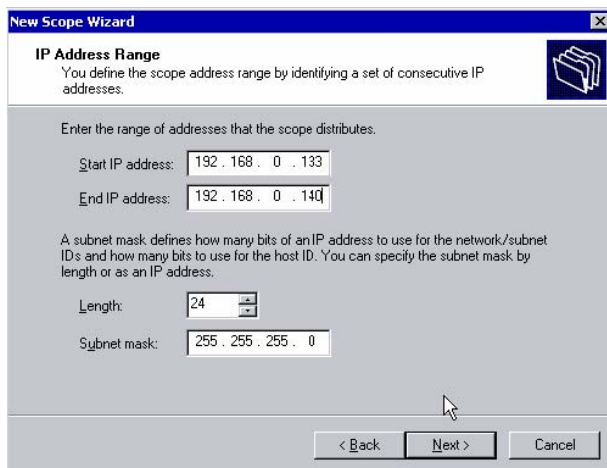 New Scope Wizard
IP Address Range
You define the scope address range by identifying a set of consecutive IP
addresses.
Enter the range of addresses that the scope distributes.
Start IP address: 192 . 168 . 0 . 133
End IP address: 192 . 168 . 0 . 140
A subnet mask defines how many bits of an IP address to use for the network/subnet
IDs and how many bits to use for the host ID. You can specify the subnet mask by
length or as an IP address.
Length: 24
Subnet mask: 255 . 255 . 255 . 0
< Back Next > Cancel